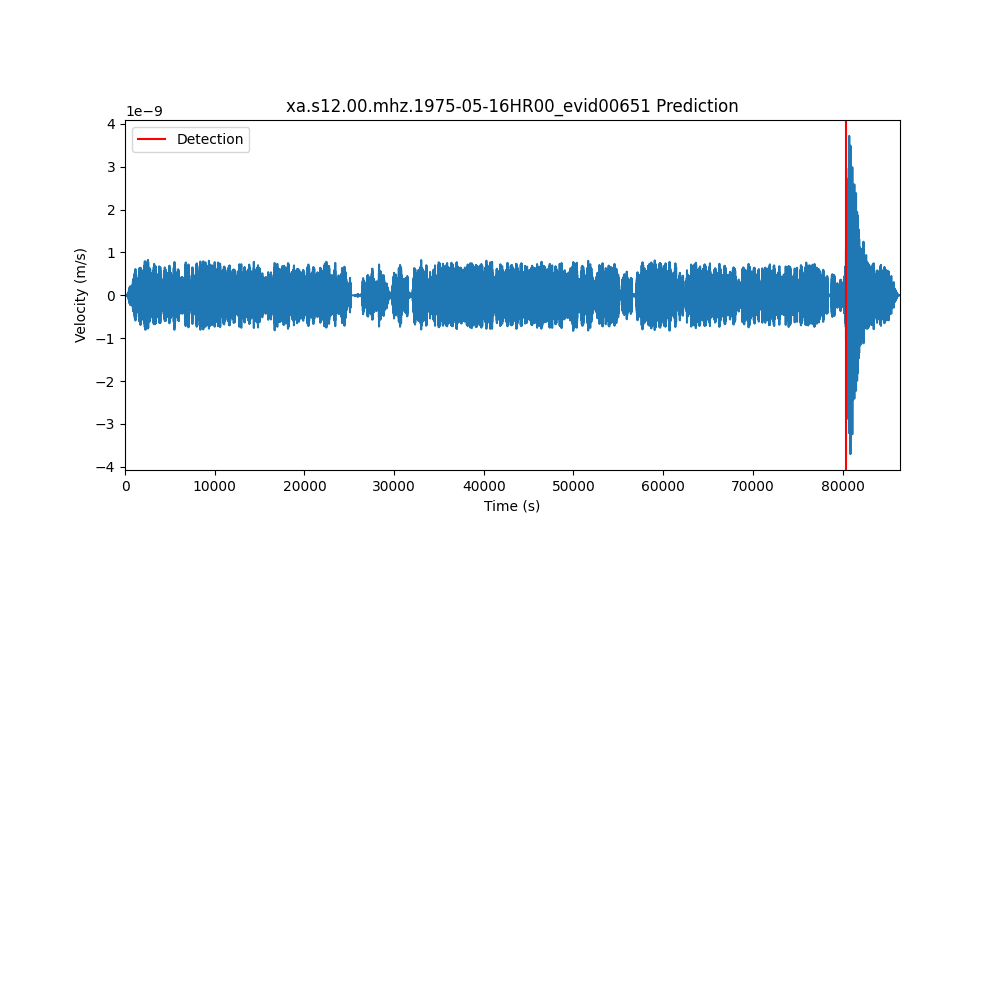 xa.s12.00.mhz.1975-05-16HR00_evid00651 Prediction
1e−9
Detection
4
3
2
1
0
−1
−2
−3
−4
Velocity (m/s)
0 10000 20000 30000 40000 50000 60000 70000 80000
Time (s)